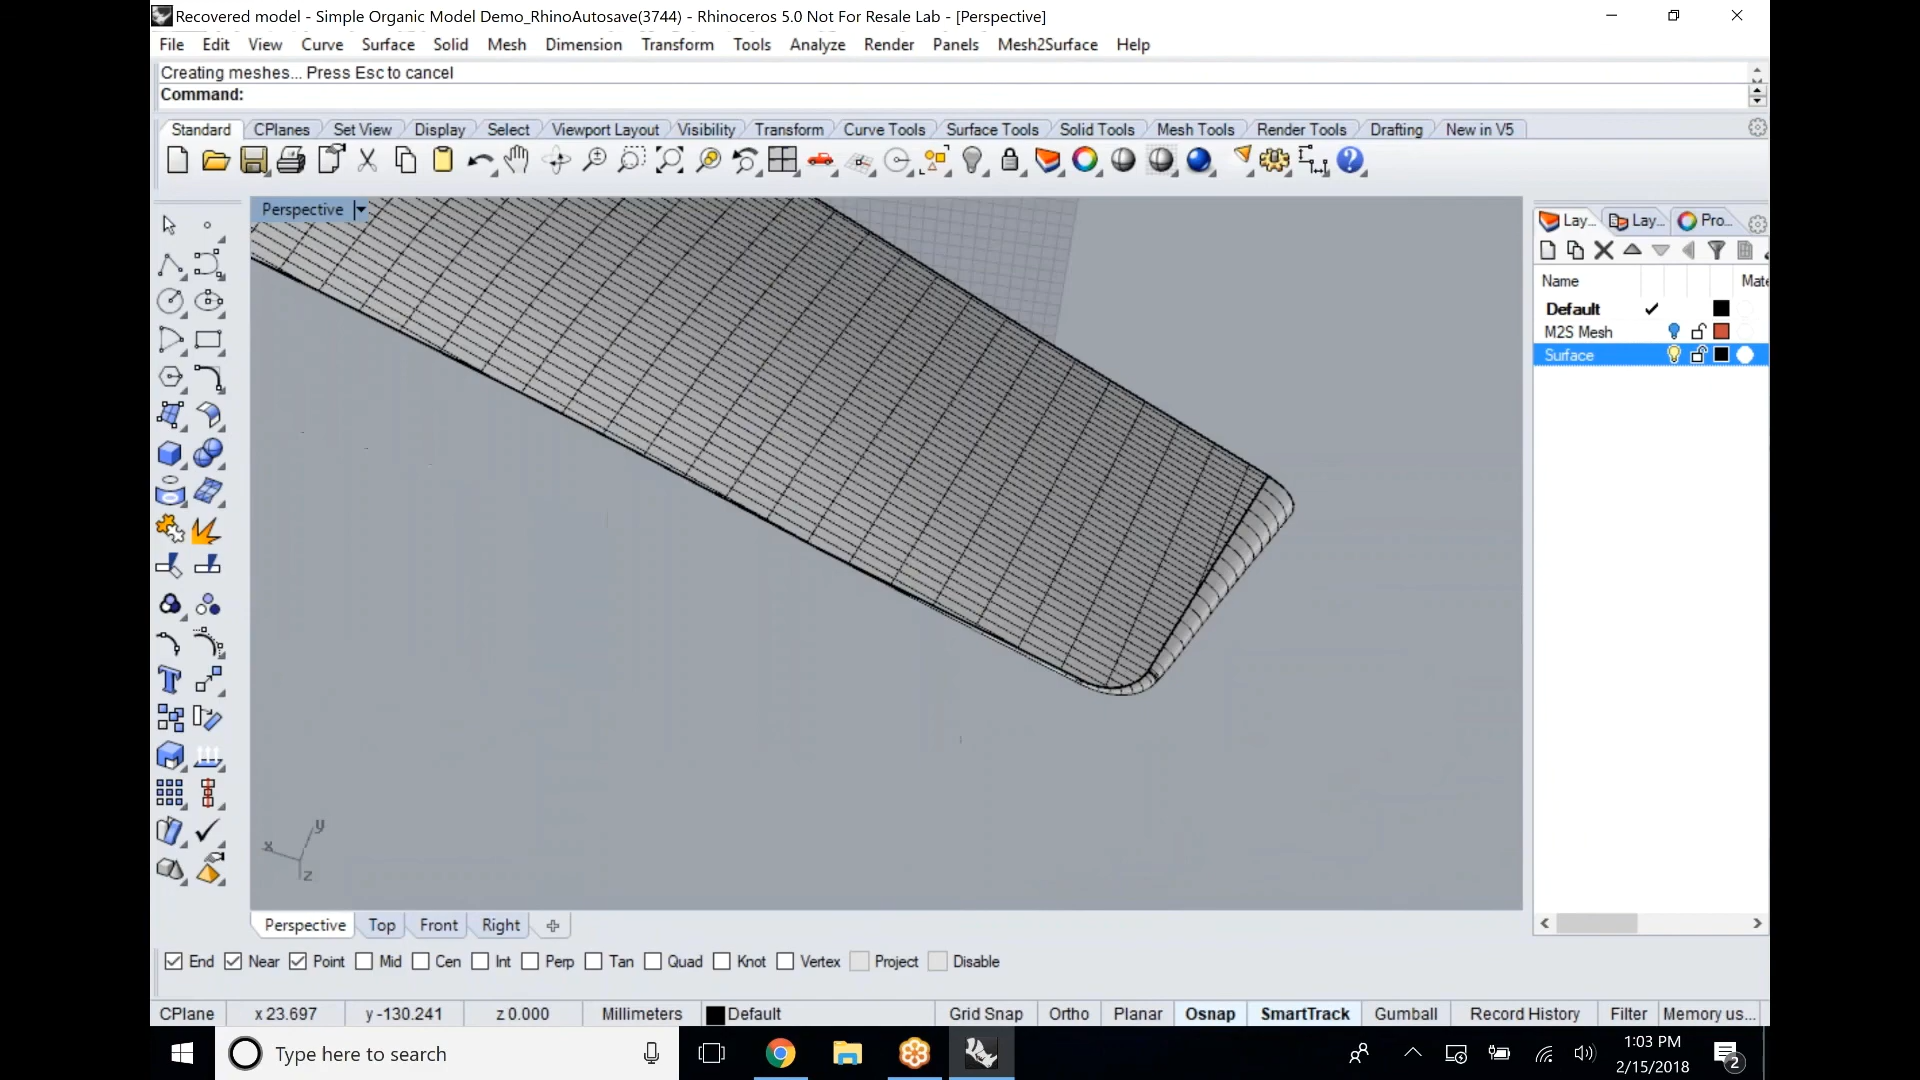 Recovered model - Simple Organic Model Demo_RhinoAutosave(3744) - Rhinoceros 5.0 Not For Resale Lab - [Perspective]
File Edit View Curve Surface Solid Mesh Dimension Transform Tools Analyze Render Panels Mesh2Surface Help
Creating meshes... Press Esc to cancel
Command:
Standard CPlanes Set View Display Select Viewport Layout Visibility Transform Curve Tools Surface Tools Solid Tools Mesh Tools Render Tools Drafting New in V5
Perspective
Lay... Lay... Pro...
Name Mate
Default
M2S Mesh
Surface
y
x
z
Perspective Top Front Right
End Near Point Mid Cen Int Perp Tan Quad Knot Vertex Project Disable
CPlane x 23.697 y -130.241 z 0.000 Millimeters Default Grid Snap Ortho Planar Osnap SmartTrack Gumball Record History Filter Memory us...
Type here to search
1:03 PM
2/15/2018
2